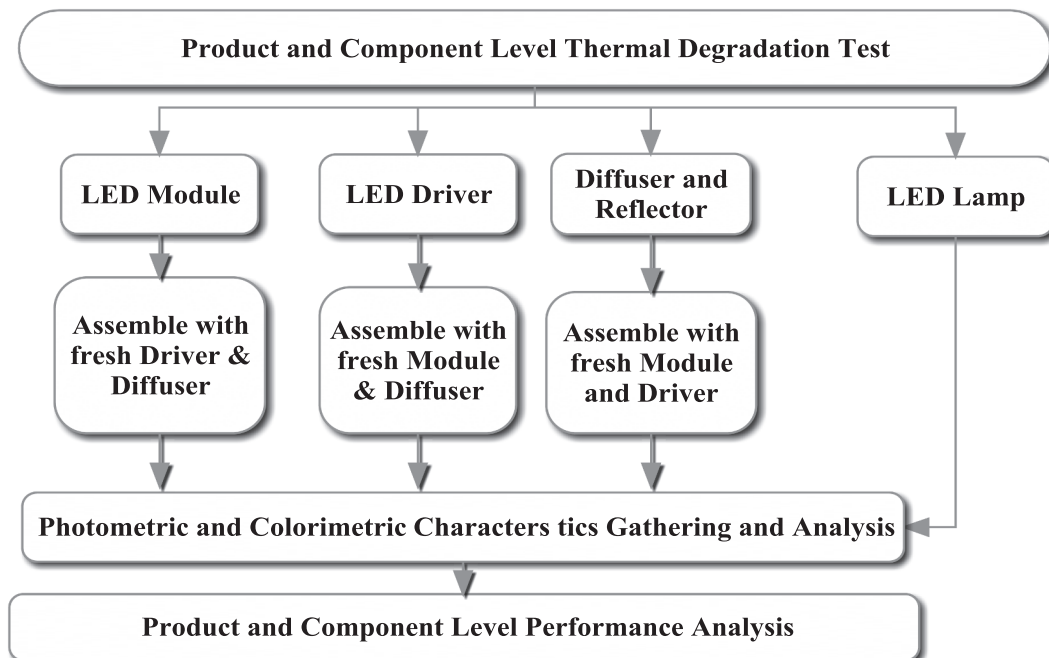 Product and Component Level Thermal Degradation Test
LED Module
LED Driver
Diffuser and
Reflector
LED Lamp
Assemble with
fresh Driver &
Diffuser
Assemble with
fresh Module
& Diffuser
Assemble with
fresh Module
and Driver
Photometric and Colorimetric Characters tics Gathering and Analysis
Product and Component Level Performance Analysis